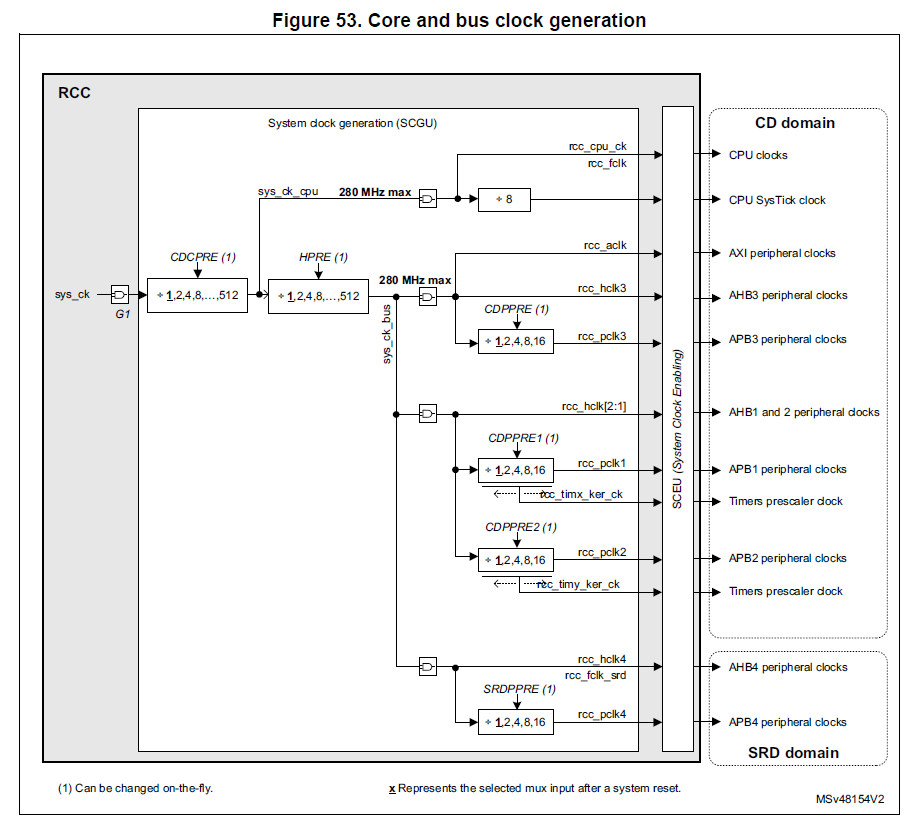 Figure 53. Core and bus clock generation
RCC
System clock generation (SCGU)
CD domain
rcc_cpu_ck
rcc_fclk
CPU clocks
sys_ck_cpu
280 MHz max
÷ 8
CPU SysTick clock
rcc_aclk
AXI peripheral clocks
CDCPRE (1)
HPRE (1)
280 MHz max
sys_ck
÷ 1,2,4,8,...,512
÷ 1,2,4,8,...,512
rcc_hclk3
AHB3 peripheral clocks
G1
CDPPRE (1)
sys_ck_bus
÷ 1,2,4,8,16
rcc_pclk3
APB3 peripheral clocks
SCEU (System Clock Enabling)
rcc_hclk[2:1]
AHB1 and 2 peripheral clocks
CDPPRE1 (1)
÷ 1,2,4,8,16
rcc_pclk1
APB1 peripheral clocks
rcc_timx_ker_ck
Timers prescaler clock
CDPPRE2 (1)
÷ 1,2,4,8,16
rcc_pclk2
APB2 peripheral clocks
rcc_timy_ker_ck
Timers prescaler clock
rcc_hclk4
rcc_fclk_srd
AHB4 peripheral clocks
SRDPPRE (1)
÷ 1,2,4,8,16
rcc_pclk4
APB4 peripheral clocks
SRD domain
(1) Can be changed on-the-fly.
x Represents the selected mux input after a system reset.
MSv48154V2